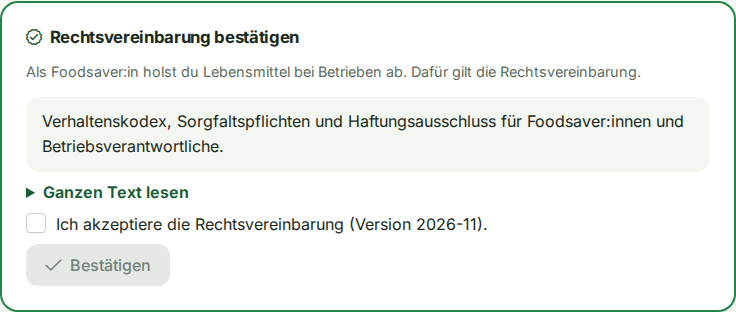 Rechtsvereinbarung bestätigen
Als Foodsaver:in holst du Lebensmittel bei Betrieben ab. Dafür gilt die Rechtsvereinbarung.
Verhaltenskodex, Sorgfaltspflichten und Haftungsausschluss für Foodsaver:innen und
Betriebsverantwortliche.
Ganzen Text lesen
Ich akzeptiere die Rechtsvereinbarung (Version 2026-11).
Bestätigen